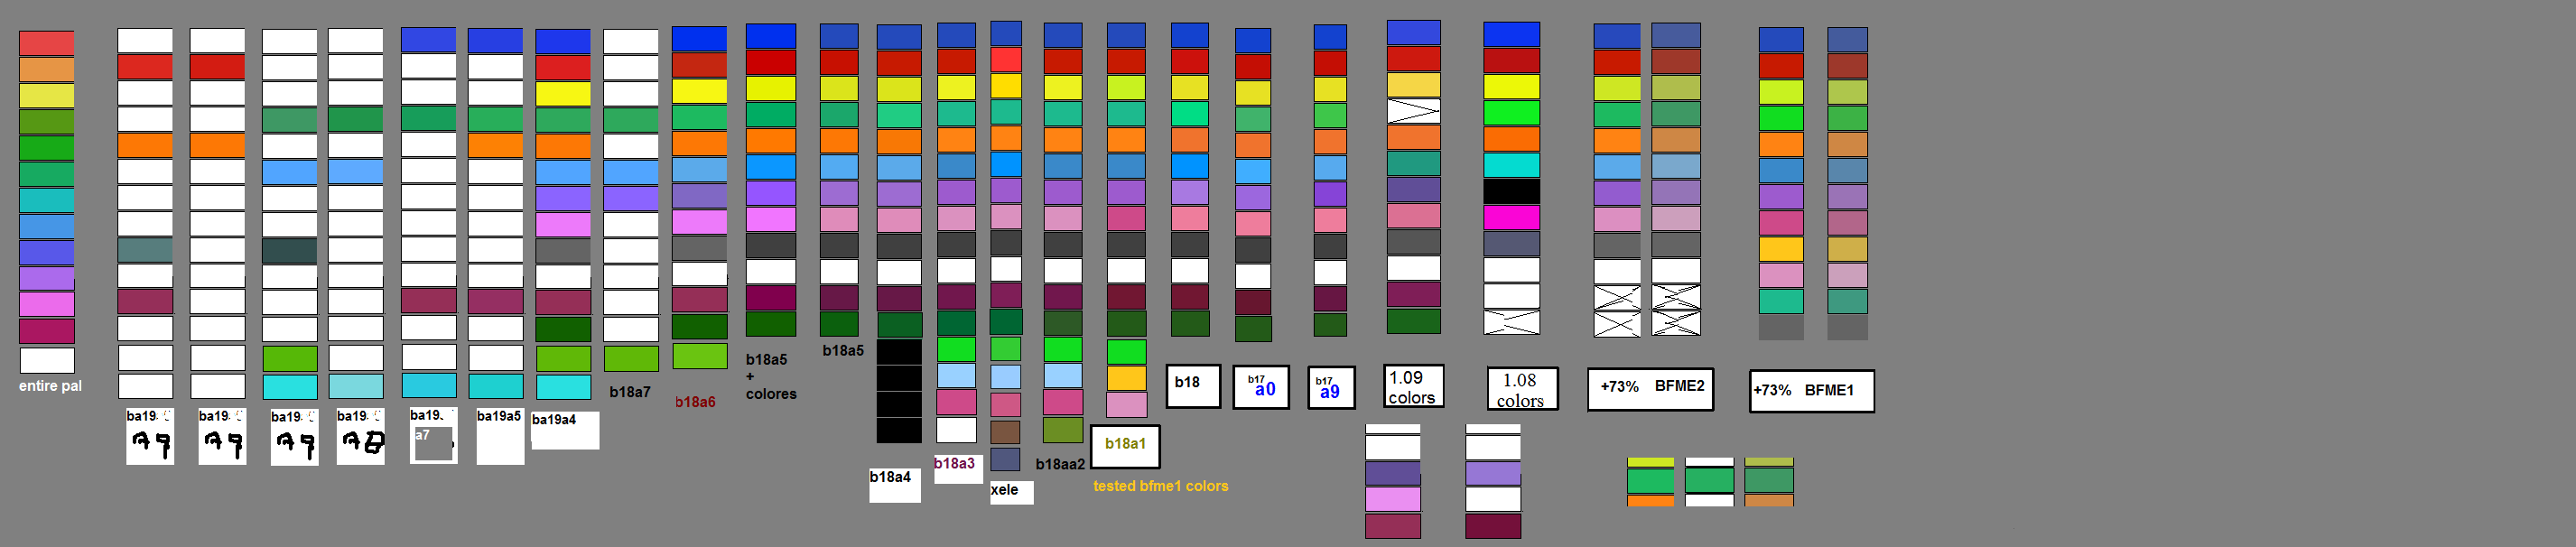 entire pal
ba19
a9
ba19
a9
ba19
a9
ba19
a8
ba19
a7
ba19a5
ba19a4
b18a7
b18a6
b18a5
+
colores
b18a5
b18a4
b18a3
xele
b18aa2
b18a1
tested bfme1 colors
b18
b17
a0
b17
a9
1.09
colors
1.08
colors
+73% BFME2
+73% BFME1